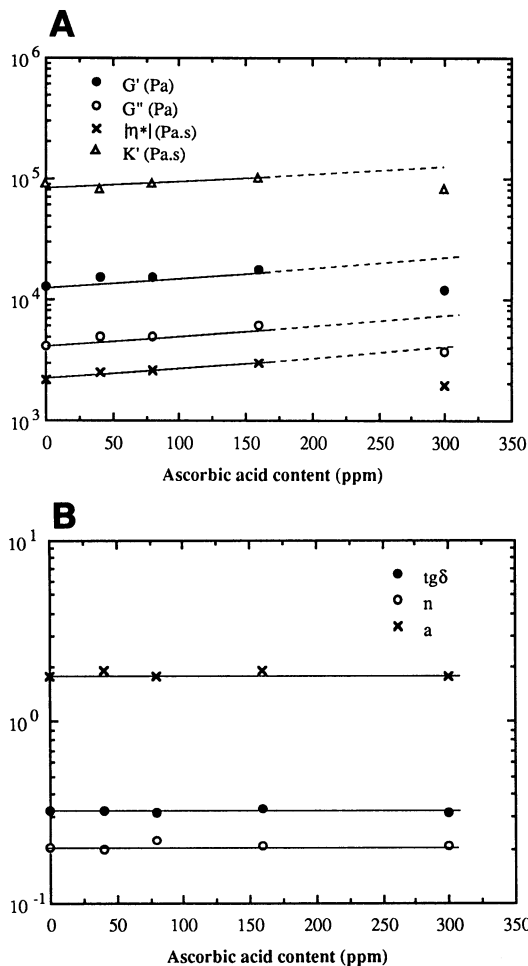 A
10^6
● G' (Pa)
○ G" (Pa)
× |η*| (Pa.s)
△ K' (Pa.s)
10^5
10^4
10^3
0 50 100 150 200 250 300 350
Ascorbic acid content (ppm)
B
10^1
● tgδ
○ n
× a
10^0
10^-1
0 50 100 150 200 250 300 350
Ascorbic acid content (ppm)